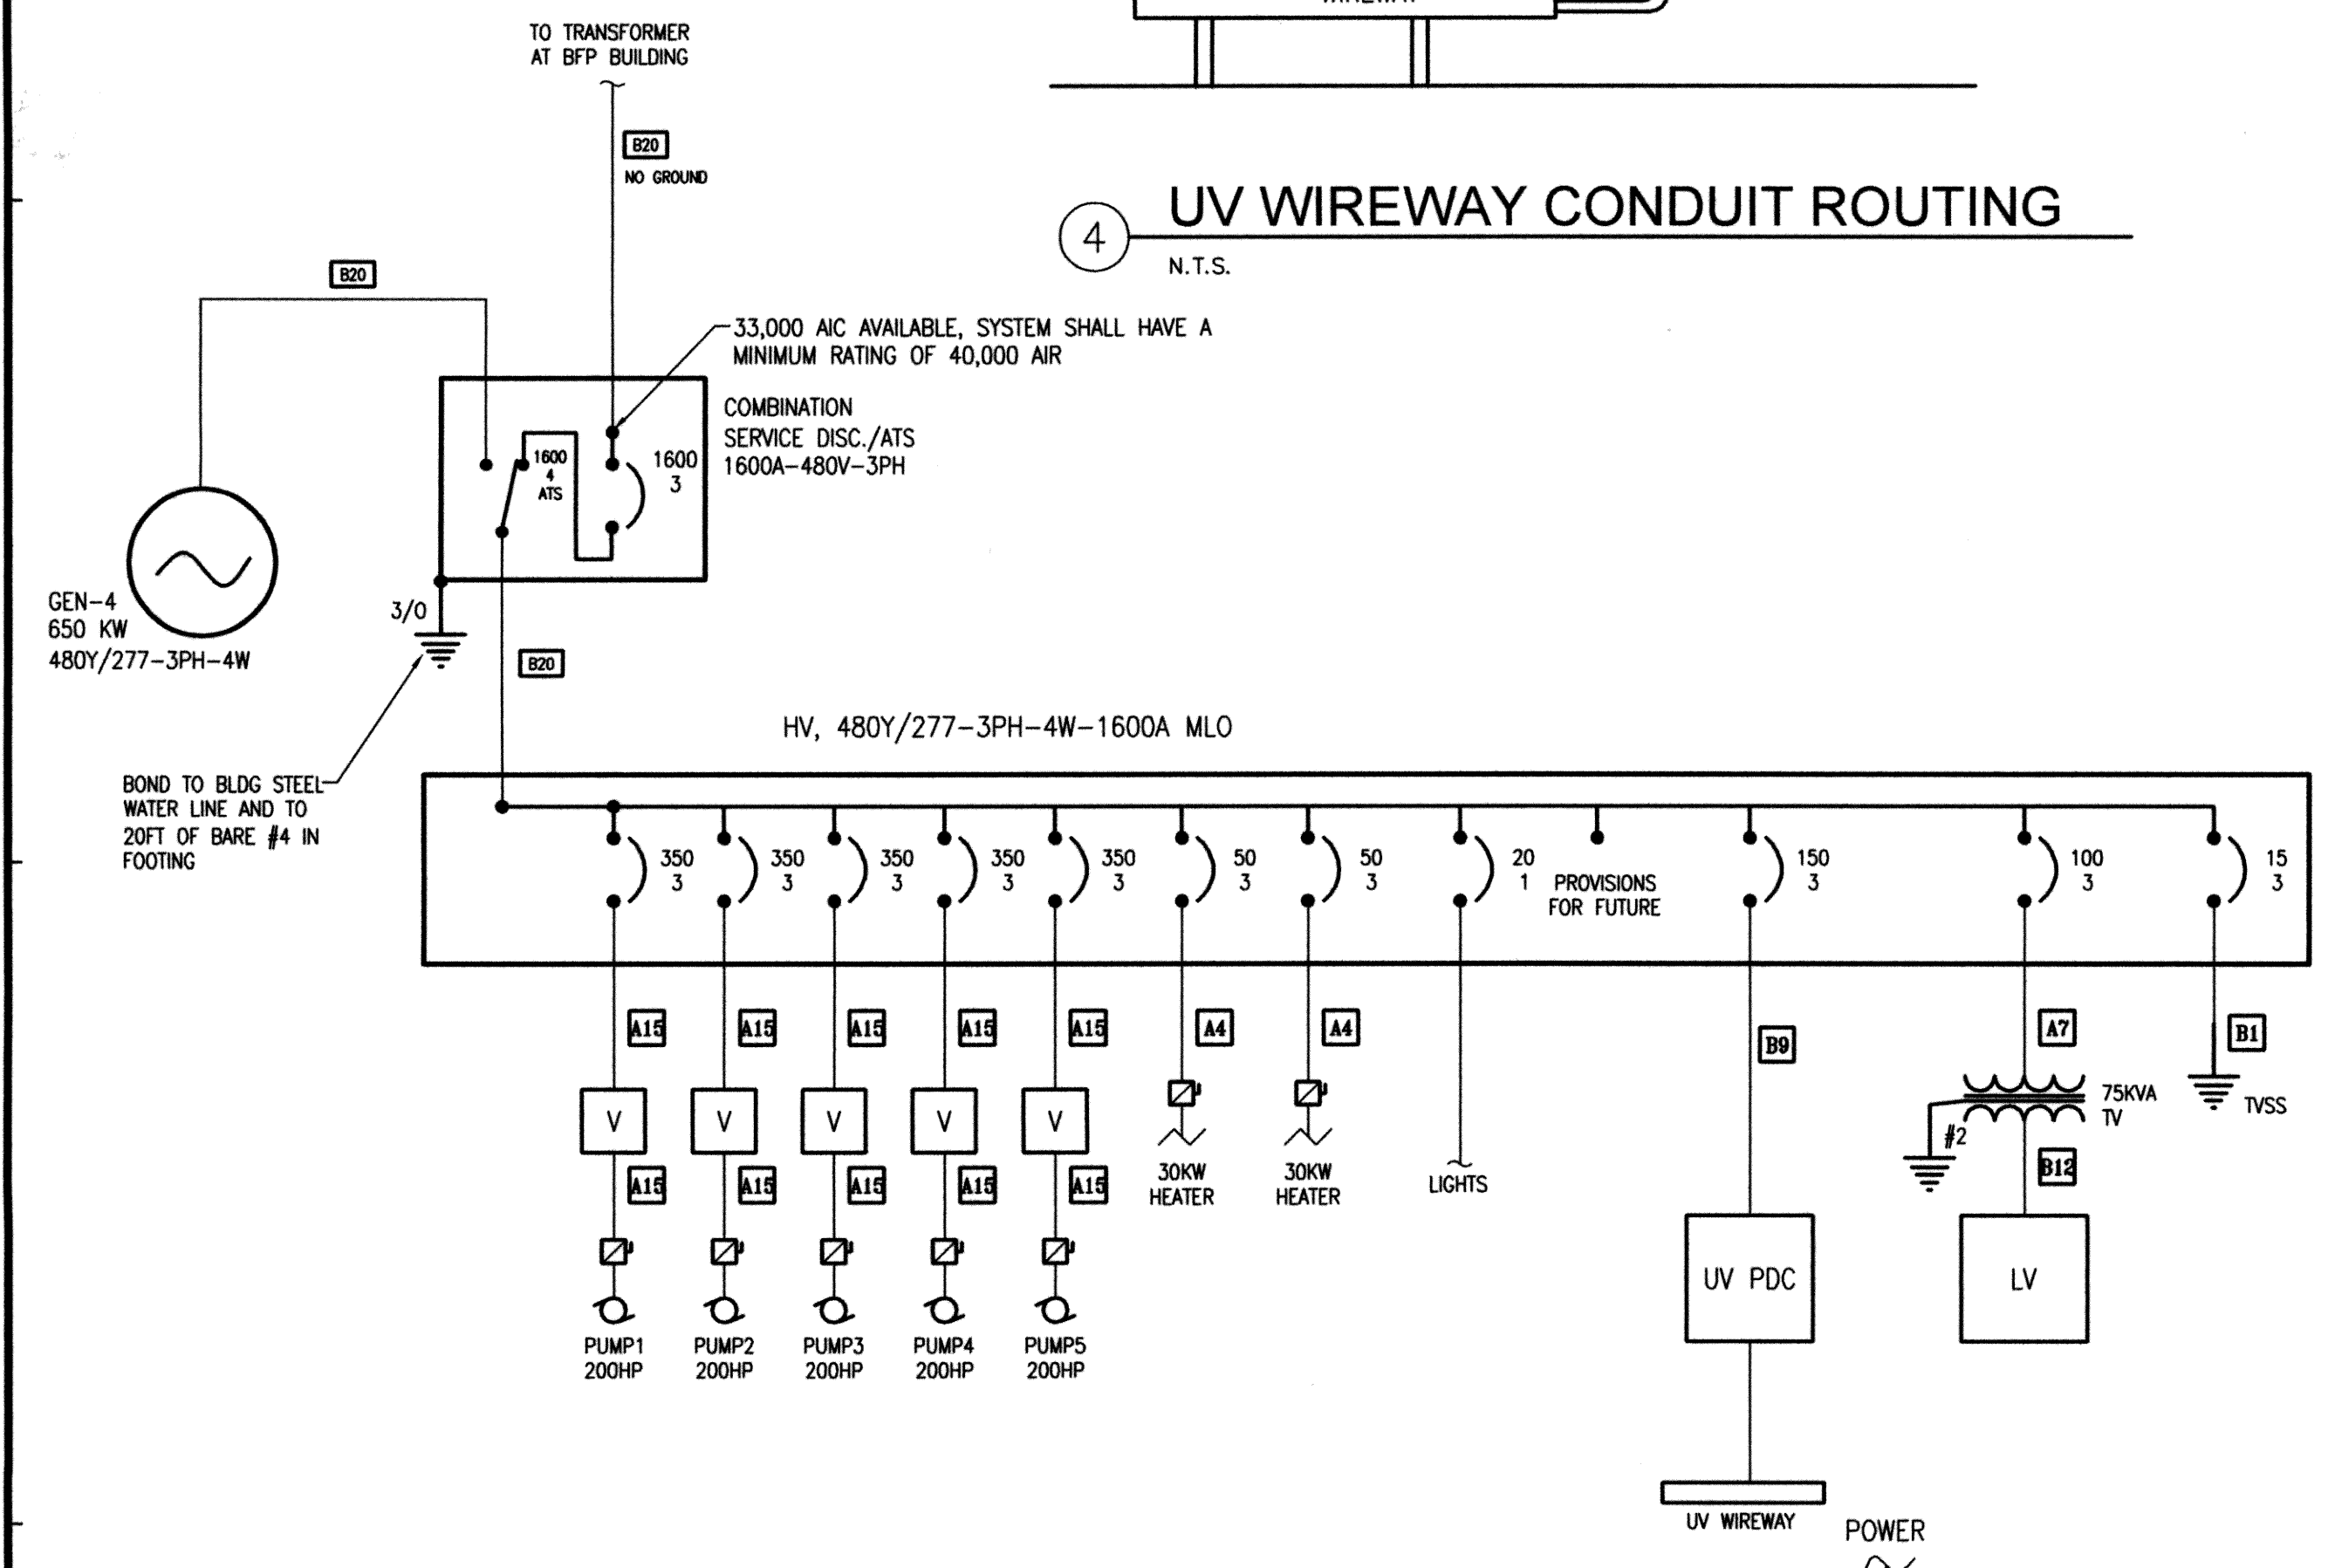 TO TRANSFORMER
AT BFP BUILDING
B20
NO GROUND
4
UV WIREWAY CONDUIT ROUTING
N.T.S.
B20
33,000 AIC AVAILABLE, SYSTEM SHALL HAVE A
MINIMUM RATING OF 40,000 AIR
COMBINATION
SERVICE DISC./ATS
1600A-480V-3PH
1600
4
ATS
1600
3
GEN-4
650 KW
480Y/277-3PH-4W
3/0
B20
BOND TO BLDG STEEL
WATER LINE AND TO
20FT OF BARE #4 IN
FOOTING
HV, 480Y/277-3PH-4W-1600A MLO
350 350 350 350 350 50 50 20 150 100 15
3 3 3 3 3 3 3 1 3 3 3
PROVISIONS
FOR FUTURE
A15 A15 A15 A15 A15 A4 A4 B9 A7 B1
V V V V V
75KVA
TV
TVSS
#2
A15 A15 A15 A15 A15
B12
30KW
HEATER
30KW
HEATER
LIGHTS
UV PDC
LV
PUMP1
200HP
PUMP2
200HP
PUMP3
200HP
PUMP4
200HP
PUMP5
200HP
UV WIREWAY
POWER